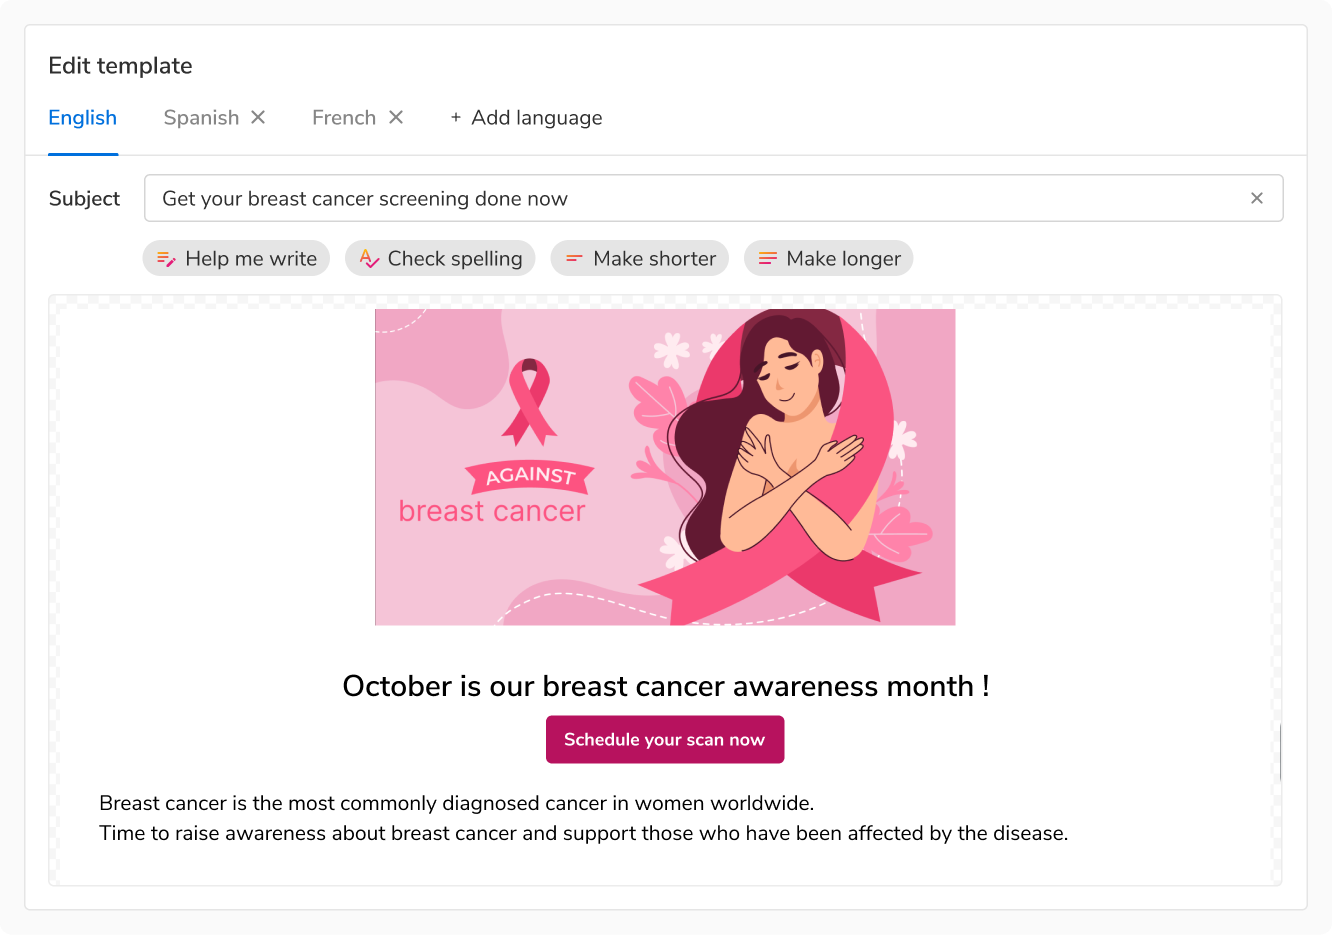 Edit template
English Spanish French + Add language
Subject Get your breast cancer screening done now
Help me write Check spelling Make shorter Make longer
AGAINST
breast cancer
October is our breast cancer awareness month !
Schedule your scan now
Breast cancer is the most commonly diagnosed cancer in women worldwide.
Time to raise awareness about breast cancer and support those who have been affected by the disease.